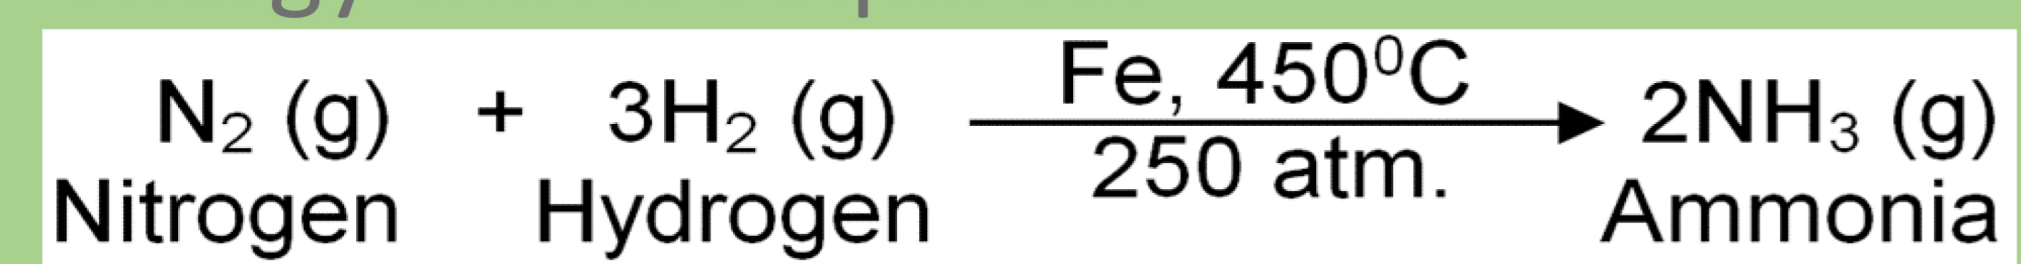 Fe, 450⁰C
N₂ (g) + 3H₂ (g) 2NH₃ (g)
250 atm.
Nitrogen Hydrogen Ammonia